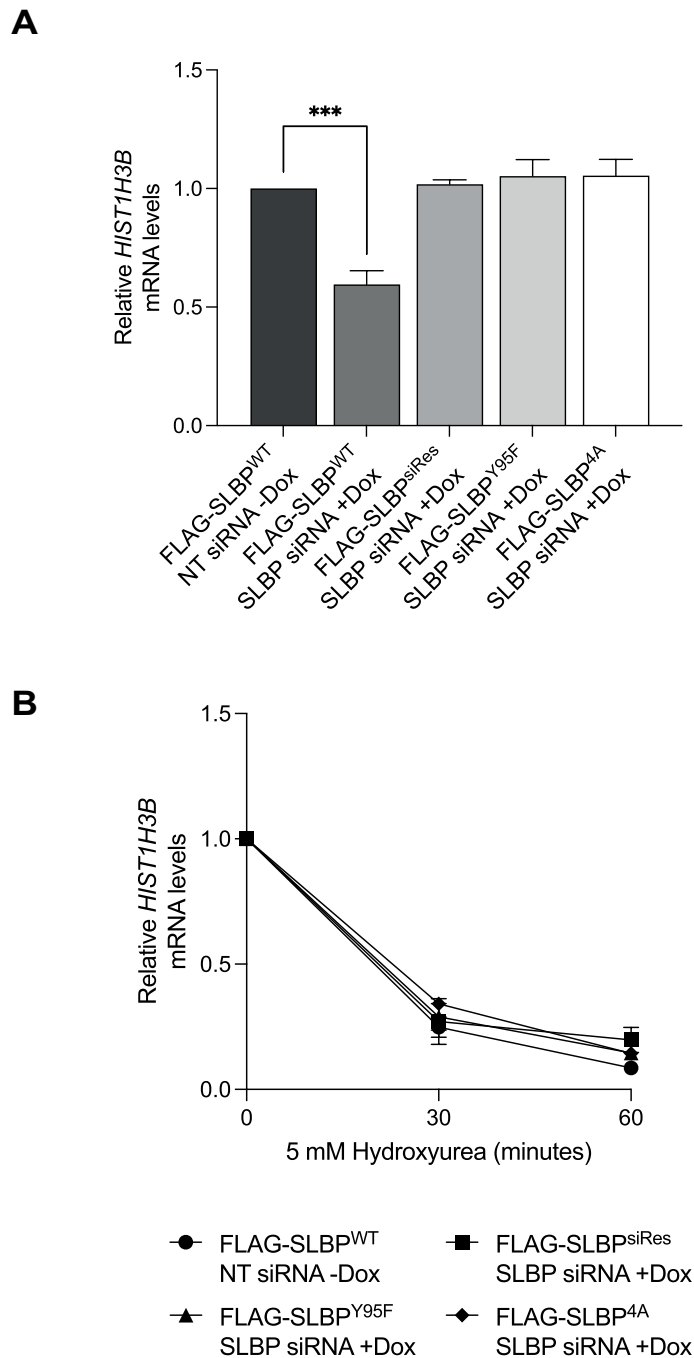 A
1.5
***
1.0
Relative HIST1H3B
mRNA levels
0.5
0.0
FLAG-SLBPWT
NT siRNA -Dox
FLAG-SLBPWT
SLBP siRNA +Dox
FLAG-SLBPsiRes
SLBP siRNA +Dox
FLAG-SLBPY95F
SLBP siRNA +Dox
FLAG-SLBP4A
SLBP siRNA +Dox
B
1.5
1.0
Relative HIST1H3B
mRNA levels
0.5
0.0
0 30 60
5 mM Hydroxyurea (minutes)
FLAG-SLBPWT
NT siRNA -Dox
FLAG-SLBPsiRes
SLBP siRNA +Dox
FLAG-SLBPY95F
SLBP siRNA +Dox
FLAG-SLBP4A
SLBP siRNA +Dox